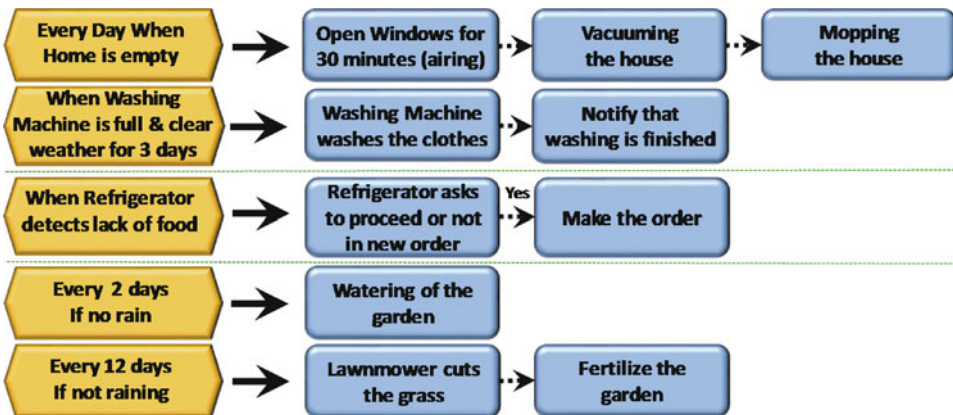 Every Day When
Home is empty
Open Windows for
30 minutes (airing)
Vacuuming
the house
Mopping
the house
When Washing
Machine is full & clear
weather for 3 days
Washing Machine
washes the clothes
Notify that
washing is finished
When Refrigerator
detects lack of food
Refrigerator asks
to proceed or not
in new order
Yes
Make the order
Every 2 days
If no rain
Watering of the
garden
Every 12 days
If not raining
Lawnmower cuts
the grass
Fertilize the
garden